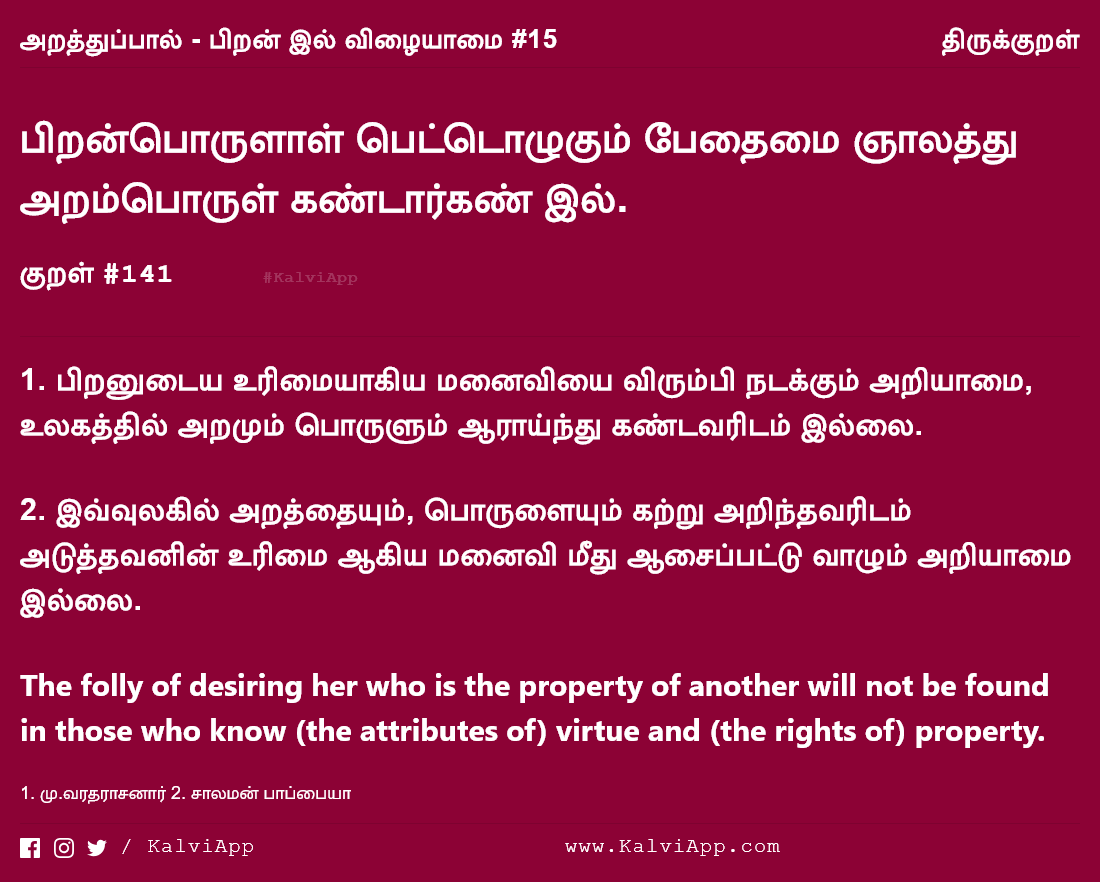 அறத்துப்பால் - பிறன் இல் விழையாமை #15 திருக்குறள்
பிறன்பொருளாள் பெட்டொழுகும் பேதைமை ஞாலத்து
அறம்பொருள் கண்டார்கண் இல்.
குறள் #141 #KalviApp
1. பிறனுடைய உரிமையாகிய மனைவியை விரும்பி நடக்கும் அறியாமை,
உலகத்தில் அறமும் பொருளும் ஆராய்ந்து கண்டவரிடம் இல்லை.
2. இவ்வுலகில் அறத்தையும், பொருளையும் கற்று அறிந்தவரிடம்
அடுத்தவனின் உரிமை ஆகிய மனைவி மீது ஆசைப்பட்டு வாழும் அறியாமை
இல்லை.
The folly of desiring her who is the property of another will not be found
in those who know (the attributes of) virtue and (the rights of) property.
1. மு.வரதராசனார் 2. சாலமன் பாப்பையா
/ KalviApp www.KalviApp.com